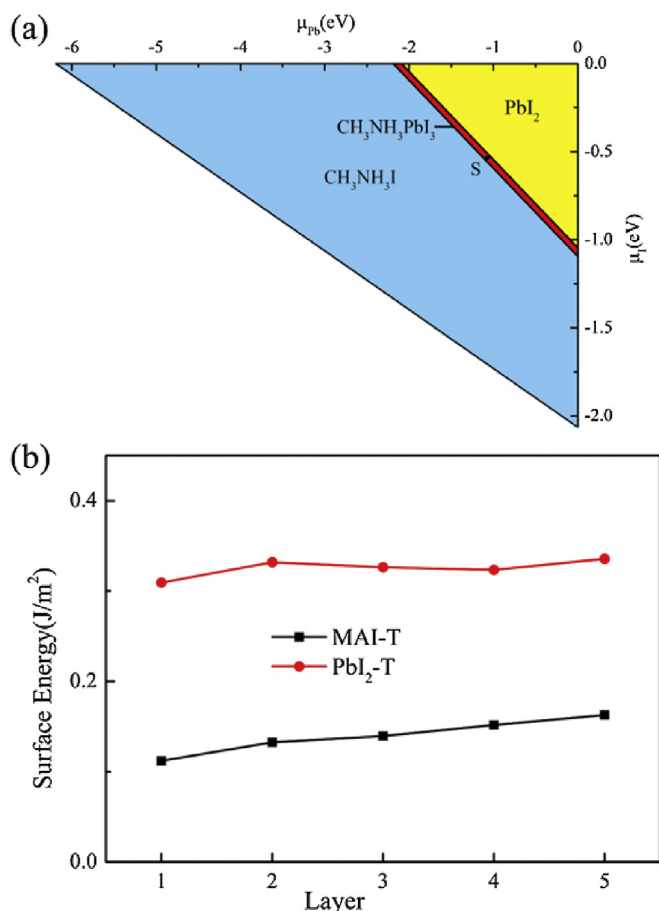 (a)
μPb(eV)
-6 -5 -4 -3 -2 -1 0
0.0
PbI2
CH3NH3PbI3
-0.5
S
CH3NH3I
μI(eV)
-1.0
-1.5
-2.0
(b)
0.4
Surface Energy(J/m²)
MAI-T
PbI2-T
0.2
0.0
1 2 3 4 5
Layer